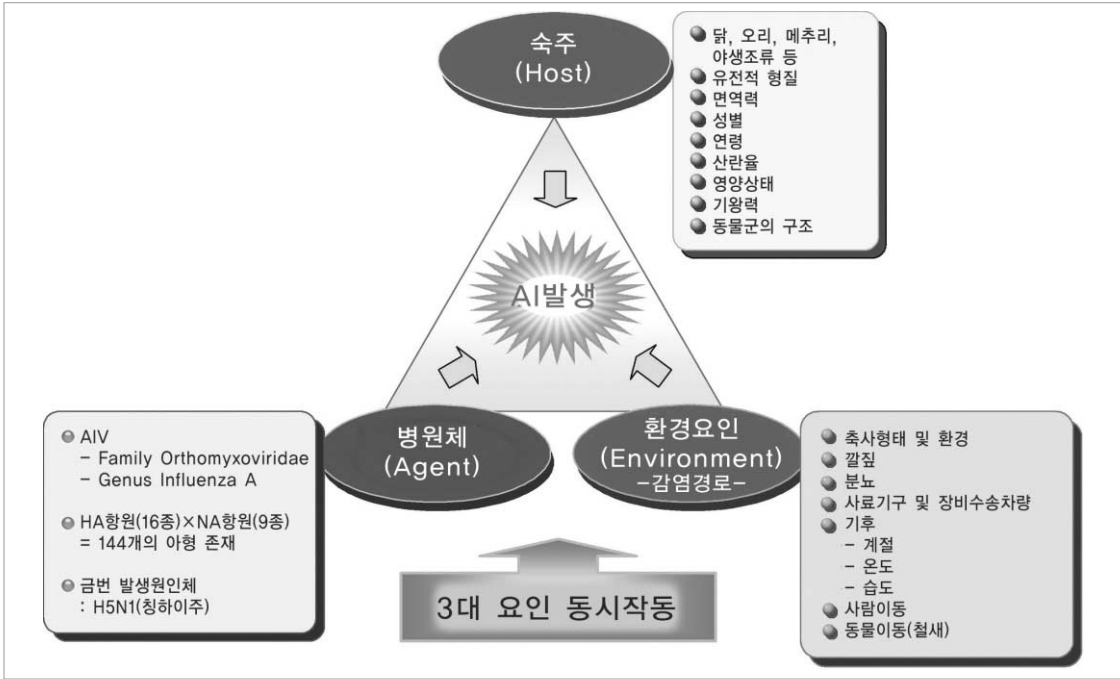 숙주
(Host)
닭, 오리, 메추리,
야생조류 등
유전적 형질
면역력
성별
연령
산란율
영양상태
기왕력
동물군의 구조
AI발생
AIV
– Family Orthomyxoviridae
– Genus Influenza A
HA항원(16종)×NA항원(9종)
= 144개의 아형 존재
금번 발생원인체
: H5N1(칭하이주)
병원체
(Agent)
환경요인
(Environment)
–감염경로–
축사형태 및 환경
깔짚
분뇨
사료기구 및 장비수송차량
기후
– 계절
– 온도
– 습도
사람이동
동물이동(철새)
3대 요인 동시작동